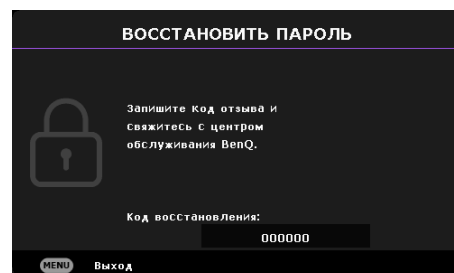 ВОССТАНОВИТЬ ПАРОЛЬ
Запишите Код отзыва и
свяжитесь с центром
обслуживания BenQ.
Код восстановления:
000000
MENU Выход